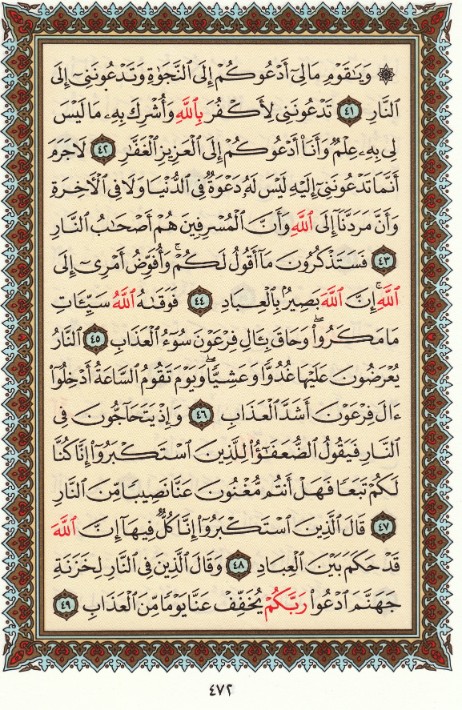 ۞ وَيَٰقَوۡمِ مَالِيٓ أَدۡعُوكُمۡ إِلَى ٱلنَّجَوٰةِ وَتَدۡعُونَنِيٓ إِلَى
ٱلنَّارِ ٤١ تَدۡعُونَنِي لِأَكۡفُرَ بِٱللَّهِ وَأُشۡرِكَ بِهِۦ مَا لَيۡسَ
لِي بِهِۦ عِلۡمٞ وَأَنَا۠ أَدۡعُوكُمۡ إِلَى ٱلۡعَزِيزِ ٱلۡغَفَّٰرِ ٤٢ لَا جَرَمَ
أَنَّمَا تَدۡعُونَنِيٓ إِلَيۡهِ لَيۡسَ لَهُۥ دَعۡوَةٞ فِي ٱلدُّنۡيَا وَلَا فِي ٱلۡأٓخِرَةِ
وَأَنَّ مَرَدَّنَآ إِلَى ٱللَّهِ وَأَنَّ ٱلۡمُسۡرِفِينَ هُمۡ أَصۡحَٰبُ ٱلنَّارِ
٤٣ فَسَتَذۡكُرُونَ مَآ أَقُولُ لَكُمۡۚ وَأُفَوِّضُ أَمۡرِيٓ إِلَى
ٱللَّهِۚ إِنَّ ٱللَّهَ بَصِيرُۢ بِٱلۡعِبَادِ ٤٤ فَوَقَىٰهُ ٱللَّهُ سَيِّـَٔاتِ
مَا مَكَرُواْۖ وَحَاقَ بِـَٔالِ فِرۡعَوۡنَ سُوٓءُ ٱلۡعَذَابِ ٤٥ ٱلنَّارُ
يُعۡرَضُونَ عَلَيۡهَا غُدُوّٗا وَعَشِيّٗاۖ وَيَوۡمَ تَقُومُ ٱلسَّاعَةُ أَدۡخِلُوٓاْ
ءَالَ فِرۡعَوۡنَ أَشَدَّ ٱلۡعَذَابِ ٤٦ وَإِذۡ يَتَحَآجُّونَ فِي
ٱلنَّارِ فَيَقُولُ ٱلضُّعَفَٰٓؤُاْ لِلَّذِينَ ٱسۡتَكۡبَرُوٓاْ إِنَّا كُنَّا
لَكُمۡ تَبَعٗا فَهَلۡ أَنتُم مُّغۡنُونَ عَنَّا نَصِيبٗا مِّنَ ٱلنَّارِ
٤٧ قَالَ ٱلَّذِينَ ٱسۡتَكۡبَرُوٓاْ إِنَّا كُلّٞ فِيهَآ إِنَّ ٱللَّهَ
قَدۡ حَكَمَ بَيۡنَ ٱلۡعِبَادِ ٤٨ وَقَالَ ٱلَّذِينَ فِي ٱلنَّارِ لِخَزَنَةِ
جَهَنَّمَ ٱدۡعُواْ رَبَّكُمۡ يُخَفِّفۡ عَنَّا يَوۡمٗا مِّنَ ٱلۡعَذَابِ ٤٩
٤٧٢